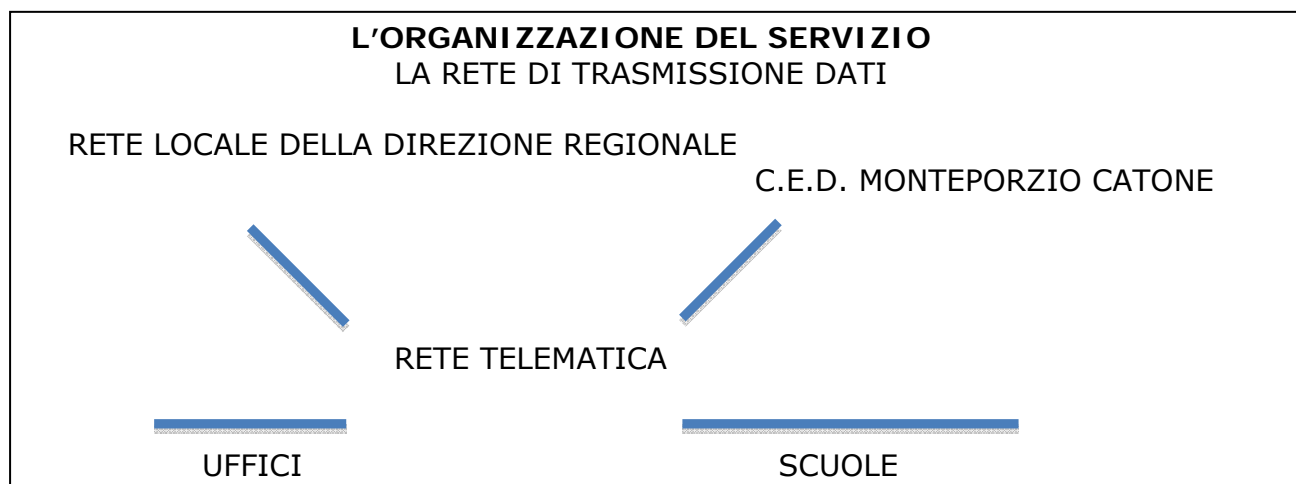 L'ORGANIZZAZIONE DEL SERVIZIO
LA RETE DI TRASMISSIONE DATI
RETE LOCALE DELLA DIREZIONE REGIONALE
C.E.D. MONTEPORZIO CATONE
RETE TELEMATICA
UFFICI
SCUOLE